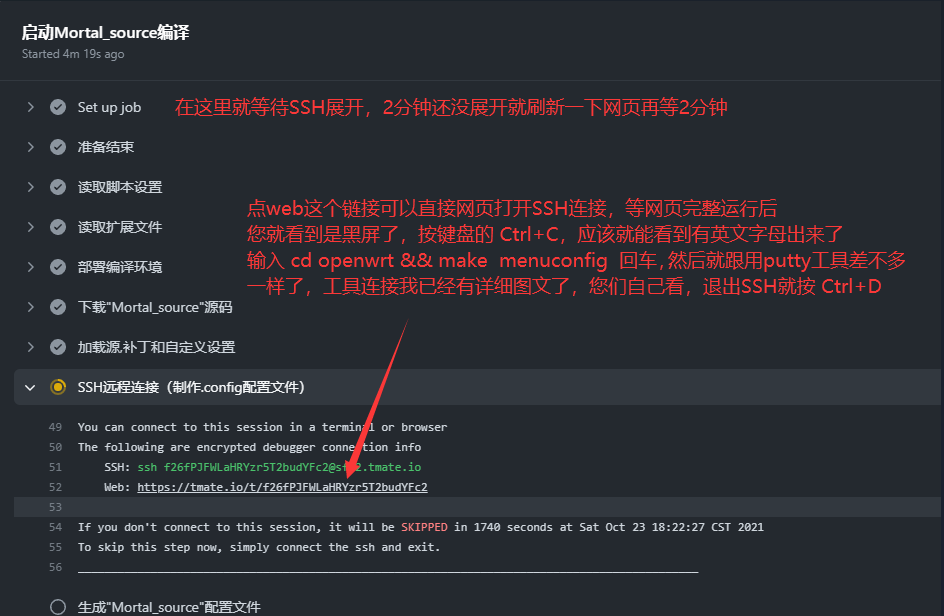 启动Mortal_source编译
Started 4m 19s ago
Set up job
在这里就等待SSH展开，2分钟还没展开就刷新一下网页再等2分钟
准备结束
读取脚本设置
点web这个链接可以直接网页打开SSH连接，等网页完整运行后
读取扩展文件
您就看到是黑屏了，按键盘的 Ctrl+C，应该就能看到有英文字母出来了
部署编译环境
输入 cd openwrt && make menuconfig 回车,然后就跟用putty工具差不多
一样了，工具连接我已经有详细图文了，您们自己看，退出SSH就按 Ctrl+D
下载"Mortal_source"源码
加载源,补丁和自定义设置
SSH远程连接（制作.config配置文件）
49 You can connect to this session in a terminal or browser
50 The following are encrypted debugger connection info
51 SSH: ssh f26fPJFWLaHRYzr5T2budYFc2@sfo2.tmate.io
52 Web: https://tmate.io/t/f26fPJFWLaHRYzr5T2budYFc2
53
54 If you don't connect to this session, it will be SKIPPED in 1740 seconds at Sat Oct 23 18:22:27 CST 2021
55 To skip this step now, simply connect the ssh and exit.
56
生成"Mortal_source"配置文件